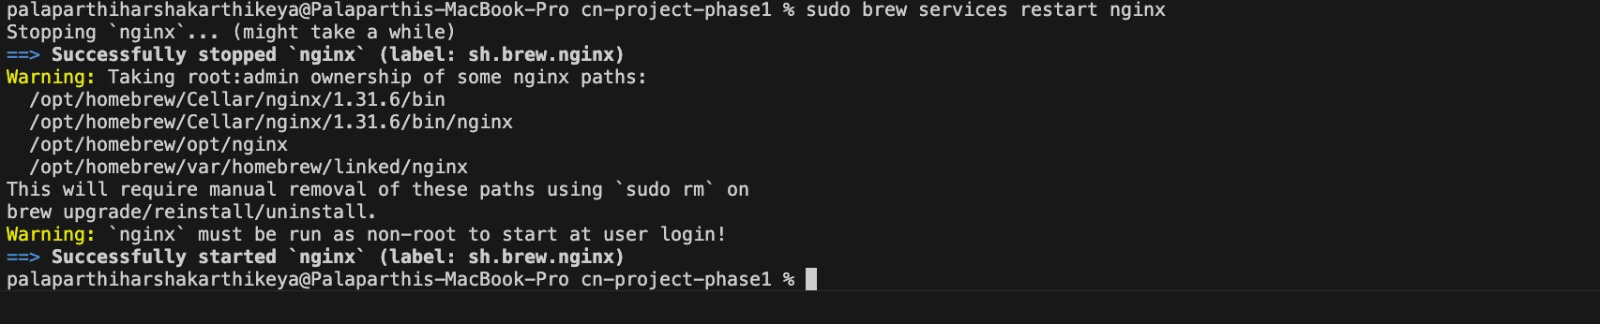 palaparthiharshakarthikeya@Palaparthis-MacBook-Pro cn-project-phase1 % sudo brew services restart nginx
Stopping `nginx`... (might take a while)
==> Successfully stopped `nginx` (label: sh.brew.nginx)
Warning: Taking root:admin ownership of some nginx paths:
  /opt/homebrew/Cellar/nginx/1.31.6/bin
  /opt/homebrew/Cellar/nginx/1.31.6/bin/nginx
  /opt/homebrew/opt/nginx
  /opt/homebrew/var/homebrew/linked/nginx
This will require manual removal of these paths using `sudo rm` on
brew upgrade/reinstall/uninstall.
Warning: `nginx` must be run as non-root to start at user login!
==> Successfully started `nginx` (label: sh.brew.nginx)
palaparthiharshakarthikeya@Palaparthis-MacBook-Pro cn-project-phase1 %